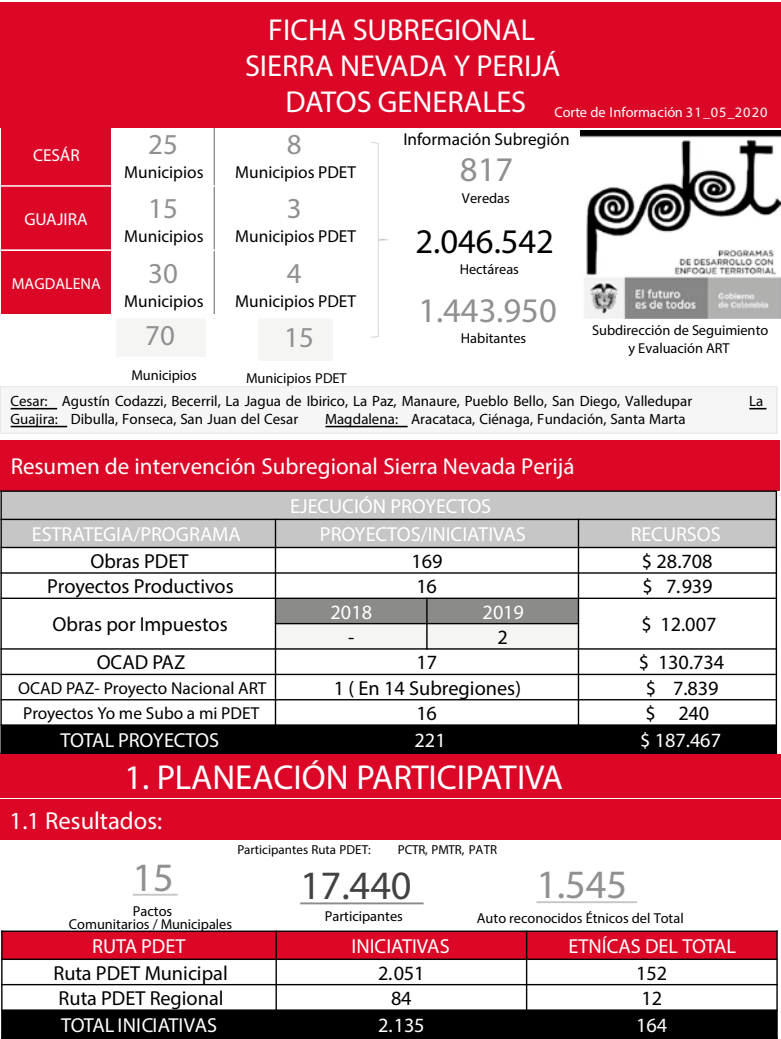 FICHA SUBREGIONAL
SIERRA NEVADA Y PERIJÁ
DATOS GENERALES
Corte de Información 31_05_2020
CESÁR
25
Municipios
8
Municipios PDET
GUAJIRA
15
Municipios
3
Municipios PDET
MAGDALENA
30
Municipios
4
Municipios PDET
70
Municipios
15
Municipios PDET
Información Subregión
817
Veredas
2.046.542
Hectáreas
1.443.950
Habitantes
pdet
PROGRAMAS
DE DESARROLLO CON
ENFOQUE TERRITORIAL
El futuro
es de todos
Gobierno
de Colombia
Subdirección de Seguimiento
y Evaluación ART
Cesar: Agustín Codazzi, Becerril, La Jagua de Ibirico, La Paz, Manaure, Pueblo Bello, San Diego, Valledupar La
Guajira: Dibulla, Fonseca, San Juan del Cesar Magdalena: Aracataca, Ciénaga, Fundación, Santa Marta
Resumen de intervención Subregional Sierra Nevada Perijá
EJECUCIÓN PROYECTOS
ESTRATEGIA/PROGRAMA PROYECTOS/INICIATIVAS RECURSOS
Obras PDET 169 $ 28.708
Proyectos Productivos 16 $ 7.939
Obras por Impuestos 2018 2019 $ 12.007
- 2
OCAD PAZ 17 $ 130.734
OCAD PAZ- Proyecto Nacional ART 1 ( En 14 Subregiones) $ 7.839
Proyectos Yo me Subo a mi PDET 16 $ 240
TOTAL PROYECTOS 221 $ 187.467
1. PLANEACIÓN PARTICIPATIVA
1.1 Resultados:
Participantes Ruta PDET: PCTR, PMTR, PATR
15
Pactos
Comunitarios / Municipales
17.440
Participantes
1.545
Auto reconocidos Étnicos del Total
RUTA PDET INICIATIVAS ETNÍCAS DEL TOTAL
Ruta PDET Municipal 2.051 152
Ruta PDET Regional 84 12
TOTAL INICIATIVAS 2.135 164